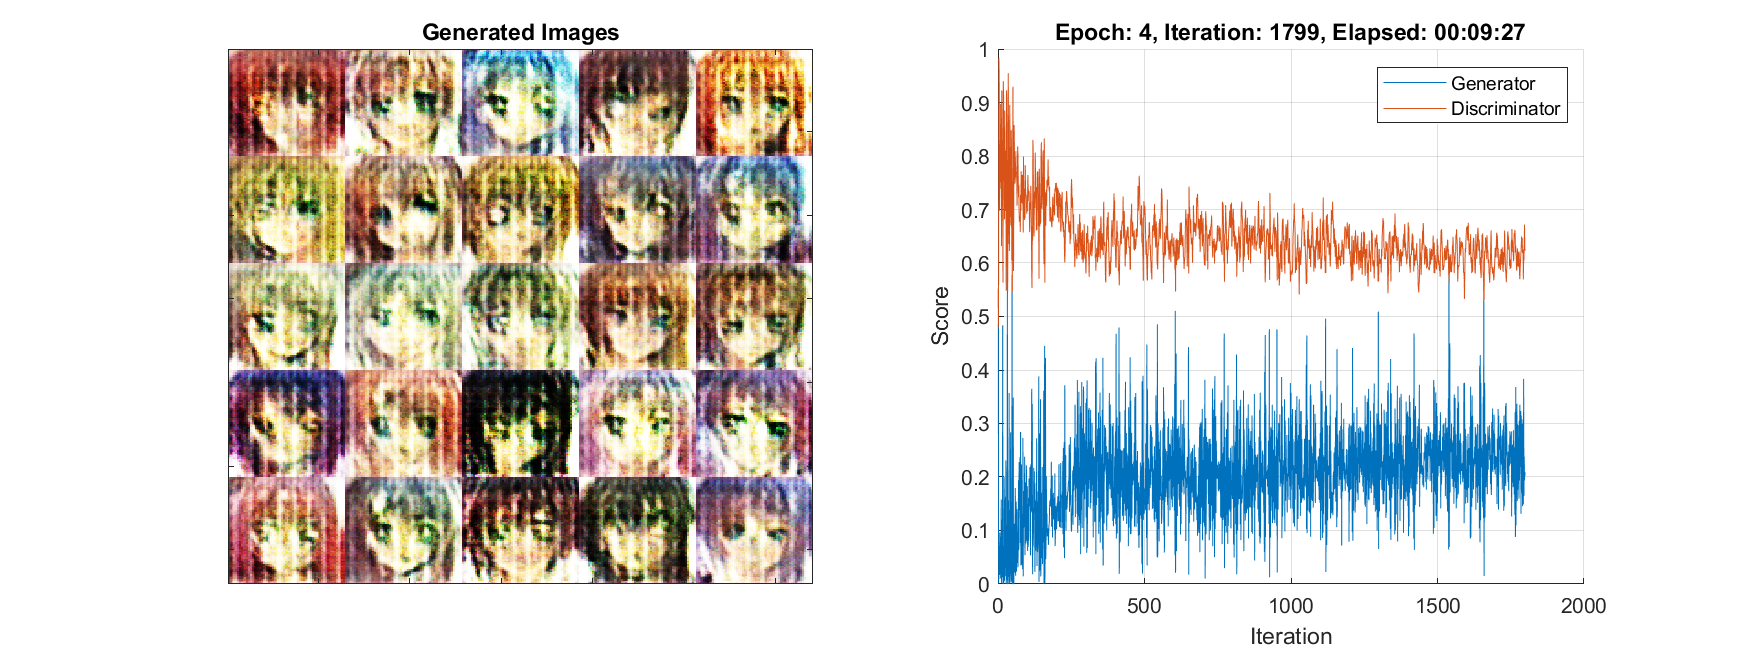 Generated Images
Epoch: 4, Iteration: 1799, Elapsed: 00:09:27
Generator
Discriminator
1
0.9
0.8
0.7
0.6
0.5
0.4
0.3
0.2
0.1
0
Score
0 500 1000 1500 2000
Iteration